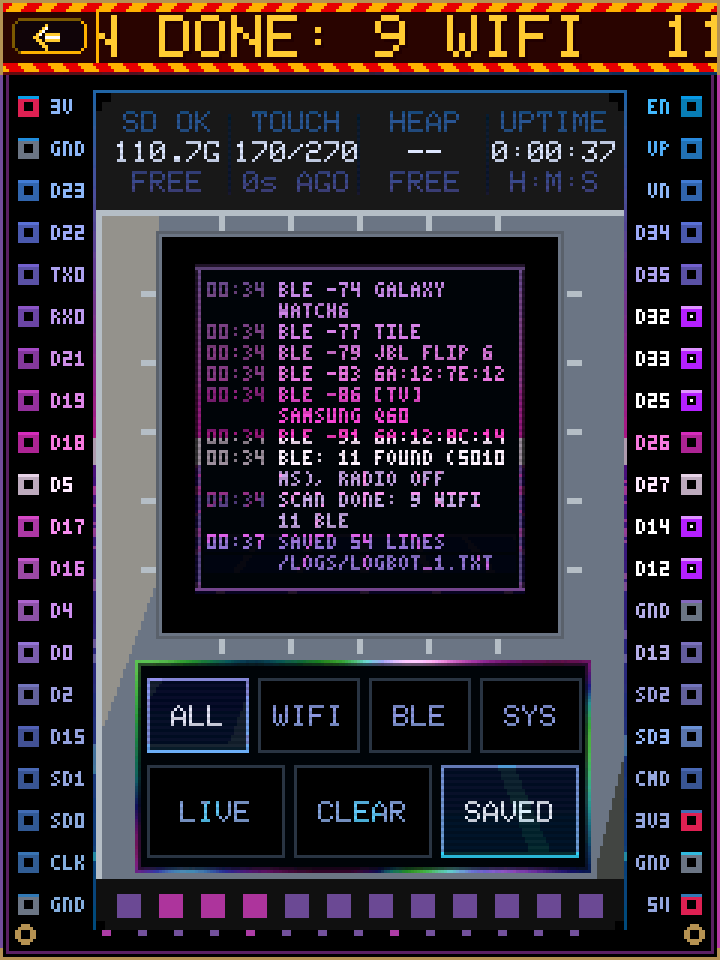 N DONE: 9 WIFI 11
SD OK TOUCH HEAP UPTIME
110.7G 170/270 -- 0:00:37
FREE 0s AGO FREE H:M:S
3V
GND
D23
D22
TX0
RX0
D21
D19
D18
D5
D17
D16
D4
D0
D2
D15
SD1
SD0
CLK
GND
00:34 BLE -74 GALAXY
WATCH6
00:34 BLE -77 TILE
00:34 BLE -79 JBL FLIP 6
00:34 BLE -83 6A:12:7E:12
00:34 BLE -86 [TV]
SAMSUNG Q60
00:34 BLE -91 6A:12:8C:14
00:34 BLE: 11 FOUND (5010
MS), RADIO OFF
00:34 SCAN DONE: 9 WIFI
11 BLE
00:37 SAVED 54 LINES
/LOGS/LOGBOT_1.TXT
ALL WIFI BLE SYS
LIVE CLEAR SAVED
EN
VP
VN
D34
D35
D32
D33
D25
D26
D27
D14
D12
GND
D13
SD2
SD3
CMD
3V3
GND
5V